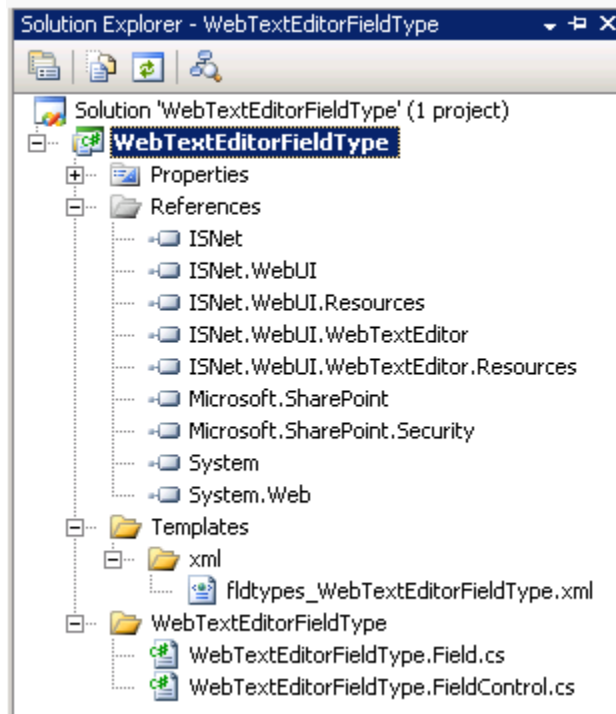 Solution Explorer - WebTextEditorFieldType
Solution 'WebTextEditorFieldType' (1 project)
WebTextEditorFieldType
Properties
References
ISNet
ISNet.WebUI
ISNet.WebUI.Resources
ISNet.WebUI.WebTextEditor
ISNet.WebUI.WebTextEditor.Resources
Microsoft.SharePoint
Microsoft.SharePoint.Security
System
System.Web
Templates
xml
fldtypes_WebTextEditorFieldType.xml
WebTextEditorFieldType
WebTextEditorFieldType.Field.cs
WebTextEditorFieldType.FieldControl.cs